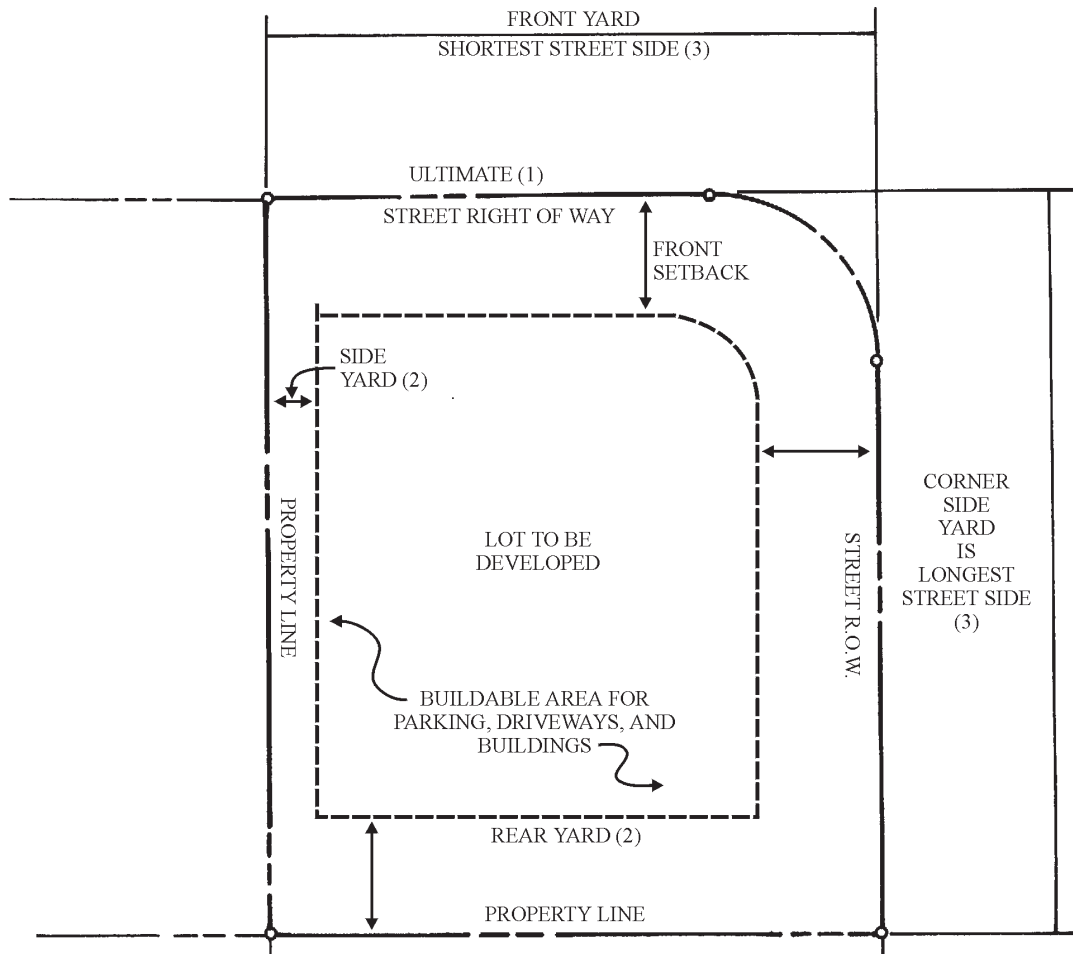 FRONT YARD
SHORTEST STREET SIDE (3)
ULTIMATE (1)
STREET RIGHT OF WAY
FRONT
SETBACK
SIDE
YARD (2)
PROPERTY LINE
LOT TO BE
DEVELOPED
STREET R.O.W.
CORNER
SIDE
YARD
IS
LONGEST
STREET SIDE
(3)
BUILDABLE AREA FOR
PARKING, DRIVEWAYS, AND
BUILDINGS
REAR YARD (2)
PROPERTY LINE